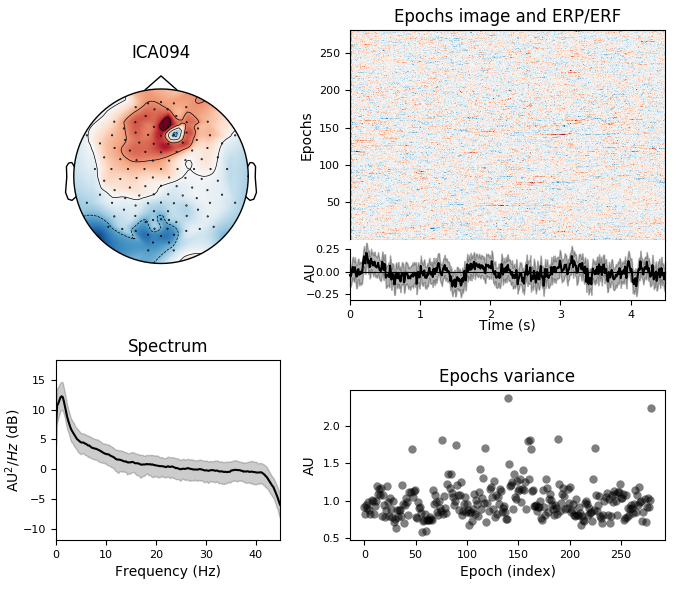 ICA094
Epochs image and ERP/ERF
Epochs
250
200
150
100
50
AU
0.25
0.00
−0.25
0 1 2 3 4
Time (s)
Spectrum
AU²/Hz (dB)
15
10
5
0
−5
−10
0 10 20 30 40
Frequency (Hz)
Epochs variance
AU
2.0
1.5
1.0
0.5
0 50 100 150 200 250
Epoch (index)